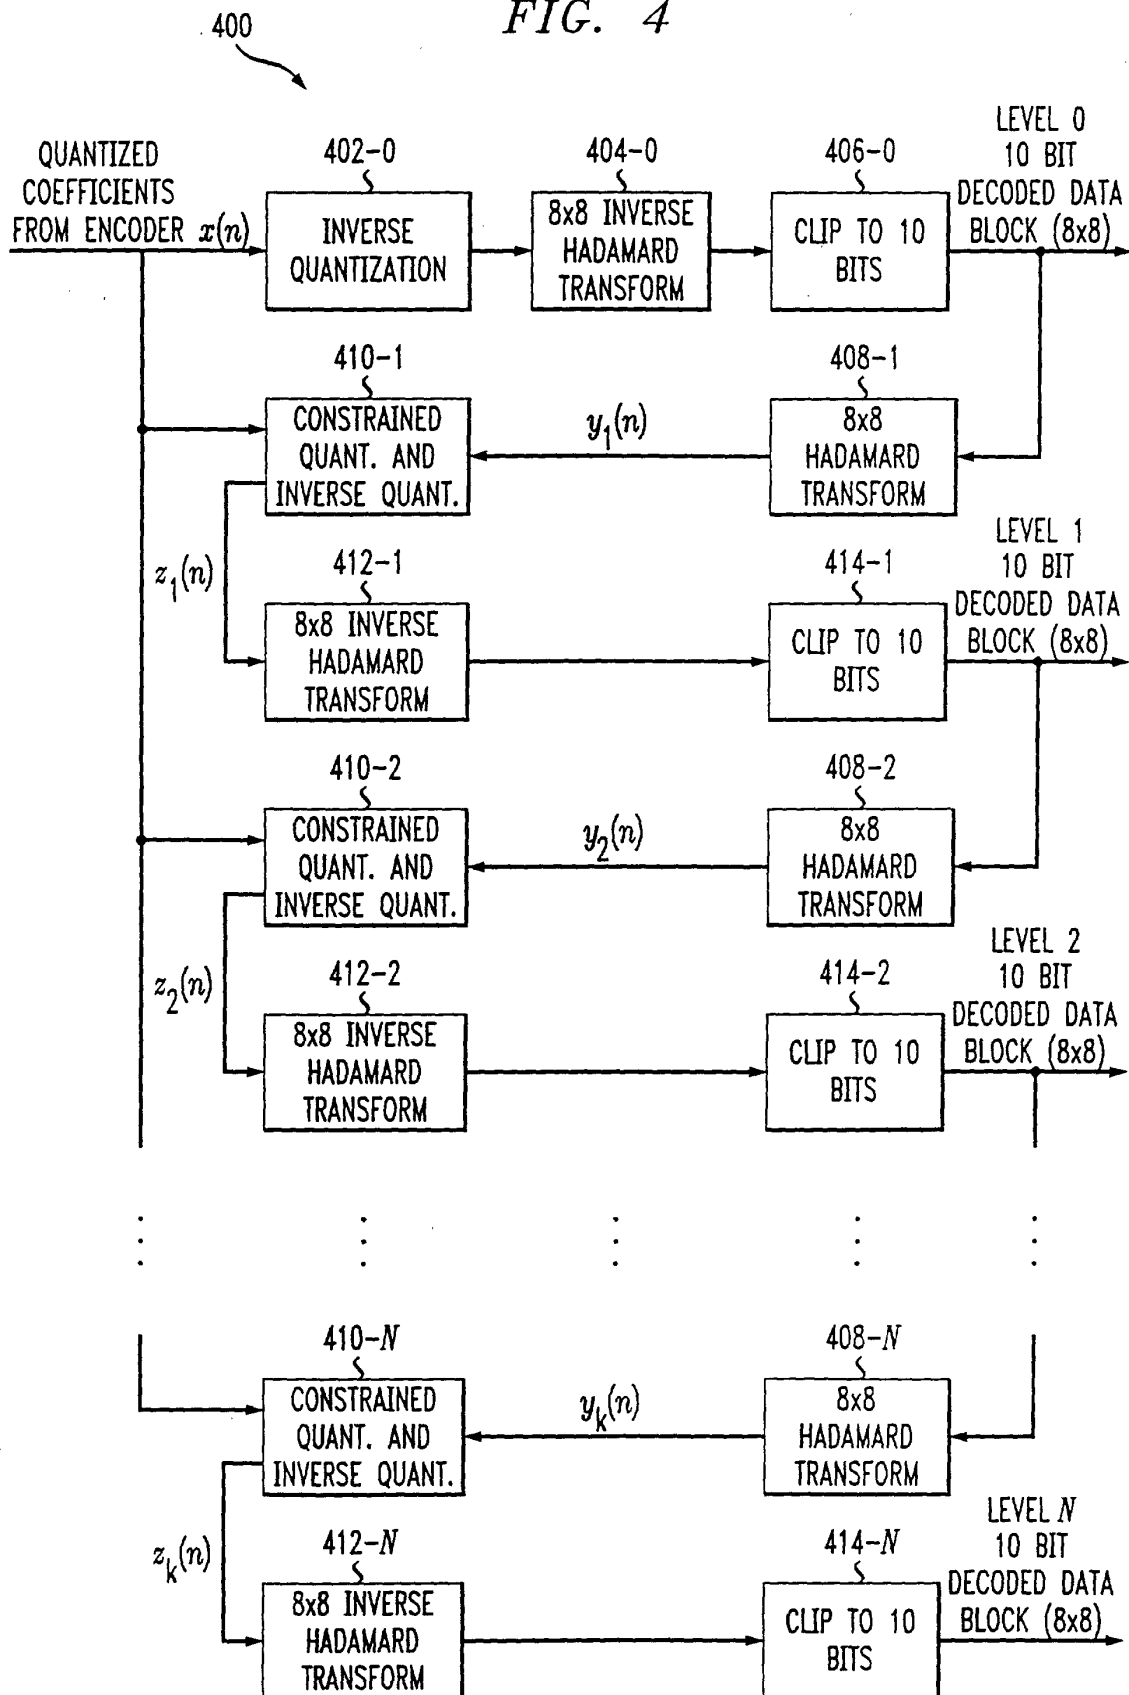 FIG. 4
400
QUANTIZED
COEFFICIENTS
FROM ENCODER x(n)
402-0
INVERSE
QUANTIZATION
404-0
8x8 INVERSE
HADAMARD
TRANSFORM
406-0
CLIP TO 10
BITS
LEVEL 0
10 BIT
DECODED DATA
BLOCK (8x8)
410-1
CONSTRAINED
QUANT. AND
INVERSE QUANT.
y₁(n)
408-1
8x8
HADAMARD
TRANSFORM
z₁(n)
412-1
8x8 INVERSE
HADAMARD
TRANSFORM
414-1
CLIP TO 10
BITS
LEVEL 1
10 BIT
DECODED DATA
BLOCK (8x8)
410-2
CONSTRAINED
QUANT. AND
INVERSE QUANT.
y₂(n)
408-2
8x8
HADAMARD
TRANSFORM
z₂(n)
412-2
8x8 INVERSE
HADAMARD
TRANSFORM
414-2
CLIP TO 10
BITS
LEVEL 2
10 BIT
DECODED DATA
BLOCK (8x8)
410-N
CONSTRAINED
QUANT. AND
INVERSE QUANT.
yₖ(n)
408-N
8x8
HADAMARD
TRANSFORM
zₖ(n)
412-N
8x8 INVERSE
HADAMARD
TRANSFORM
414-N
CLIP TO 10
BITS
LEVEL N
10 BIT
DECODED DATA
BLOCK (8x8)